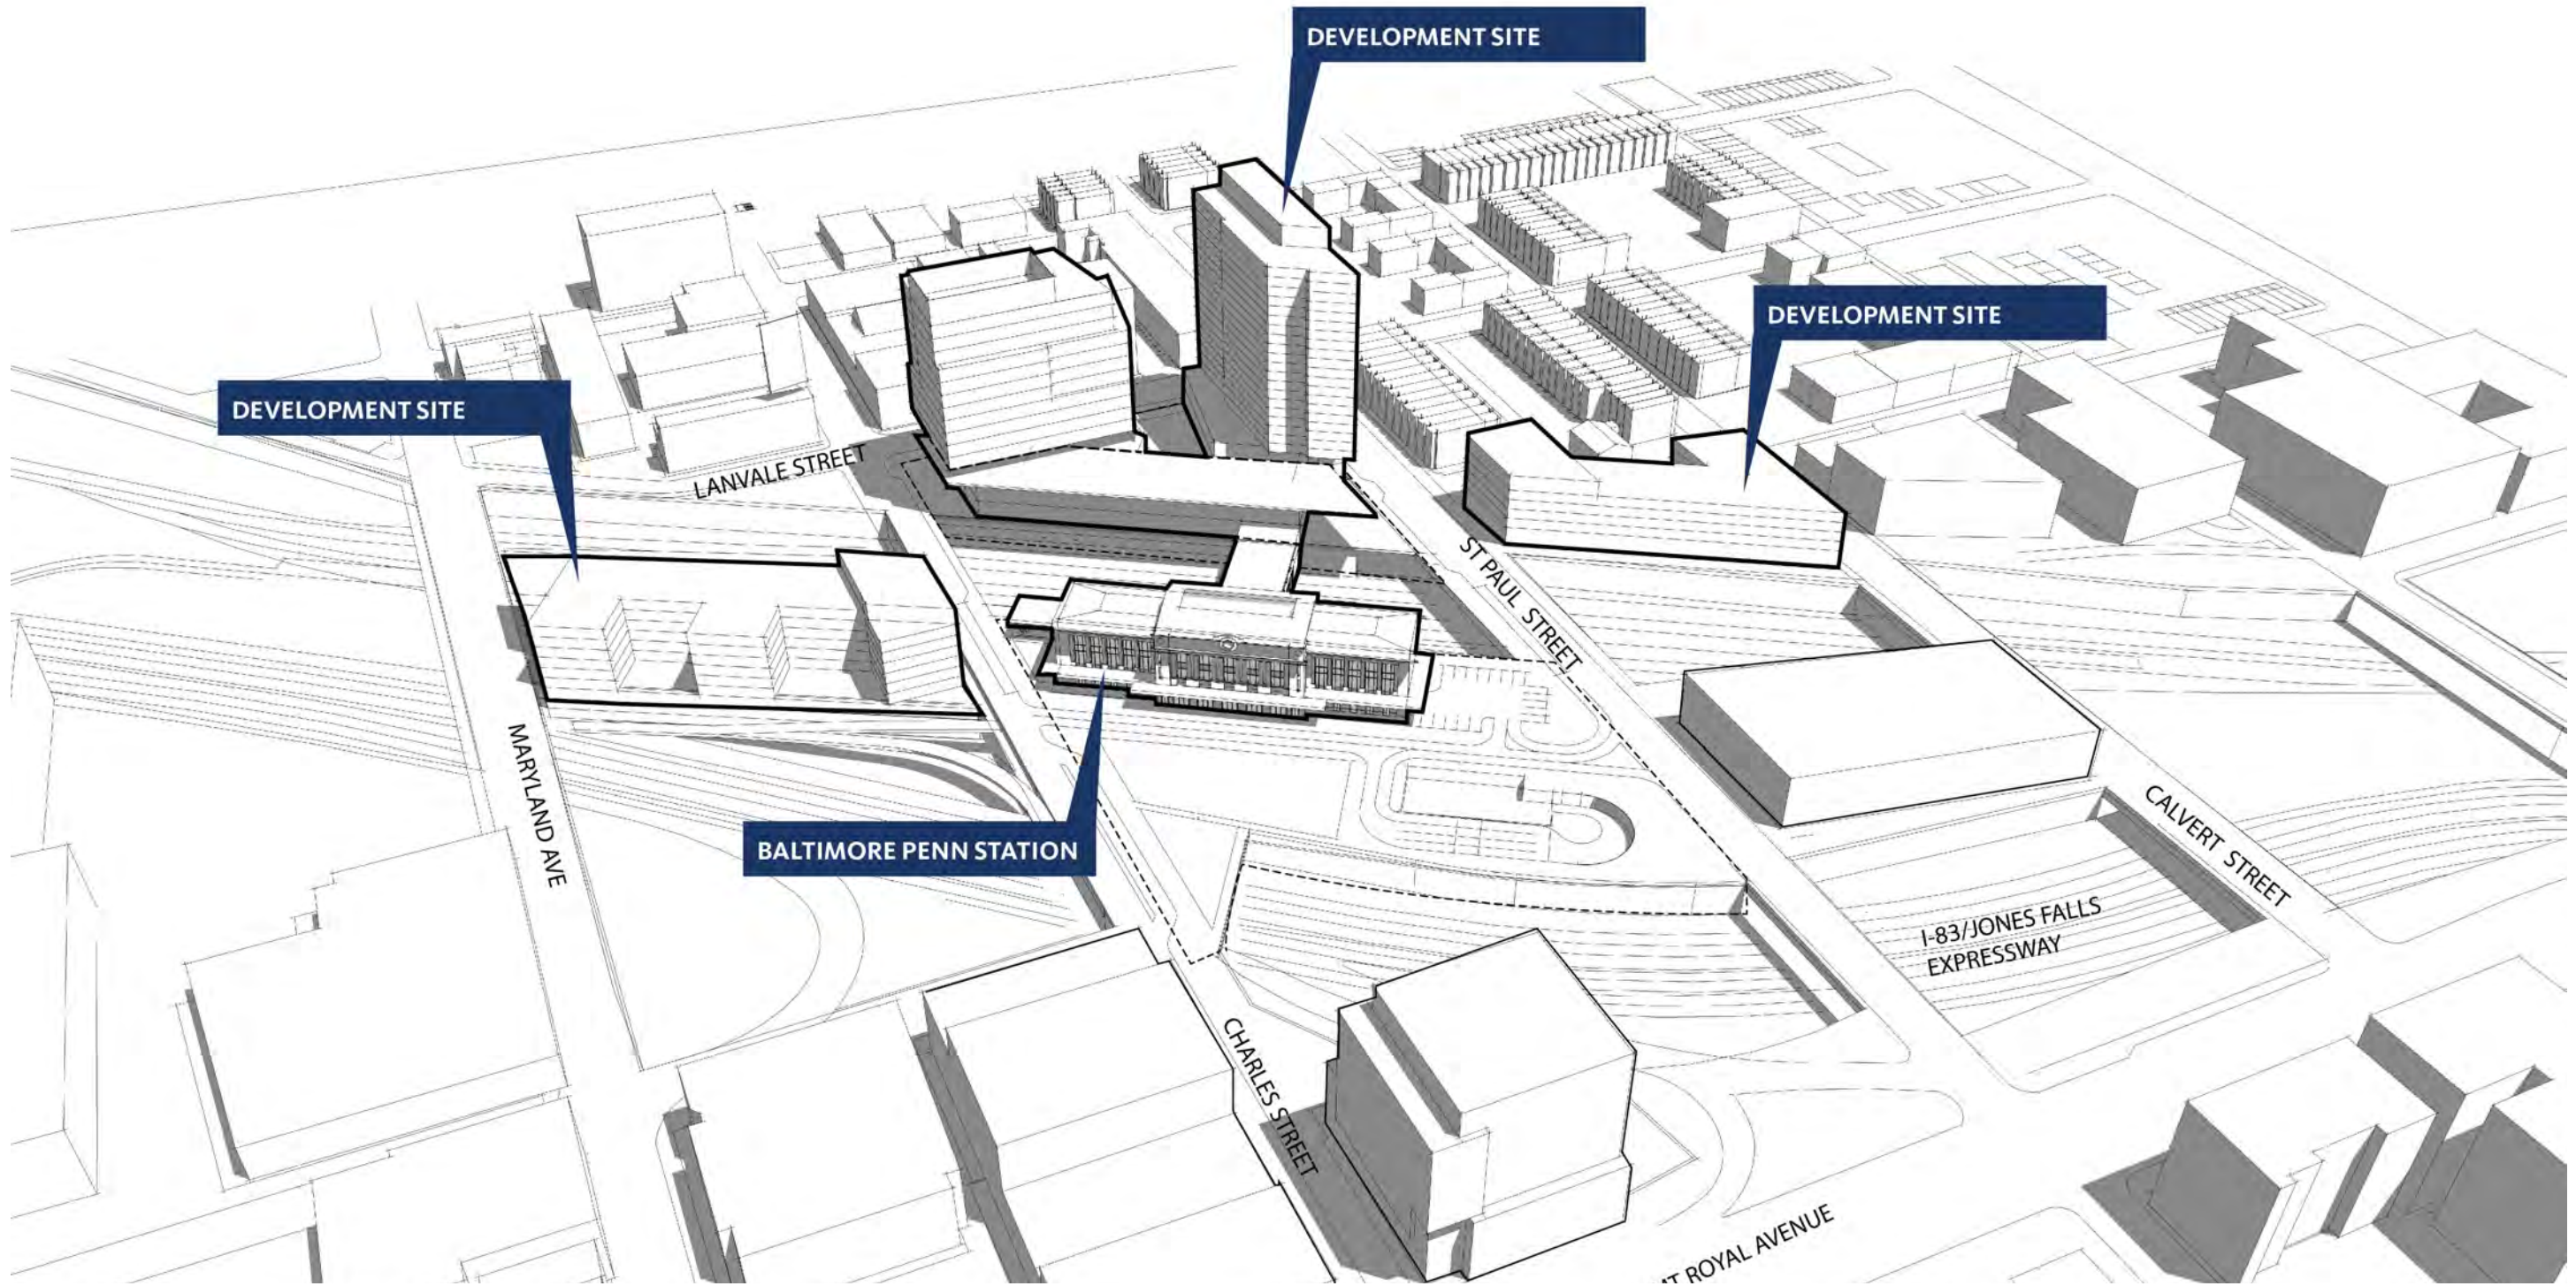 DEVELOPMENT SITE
DEVELOPMENT SITE
DEVELOPMENT SITE
LANVALE STREET
ST PAUL STREET
MARYLAND AVE
BALTIMORE PENN STATION
CALVERT STREET
I-83/JONES FALLS
EXPRESSWAY
CHARLES STREET
ROYAL AVENUE